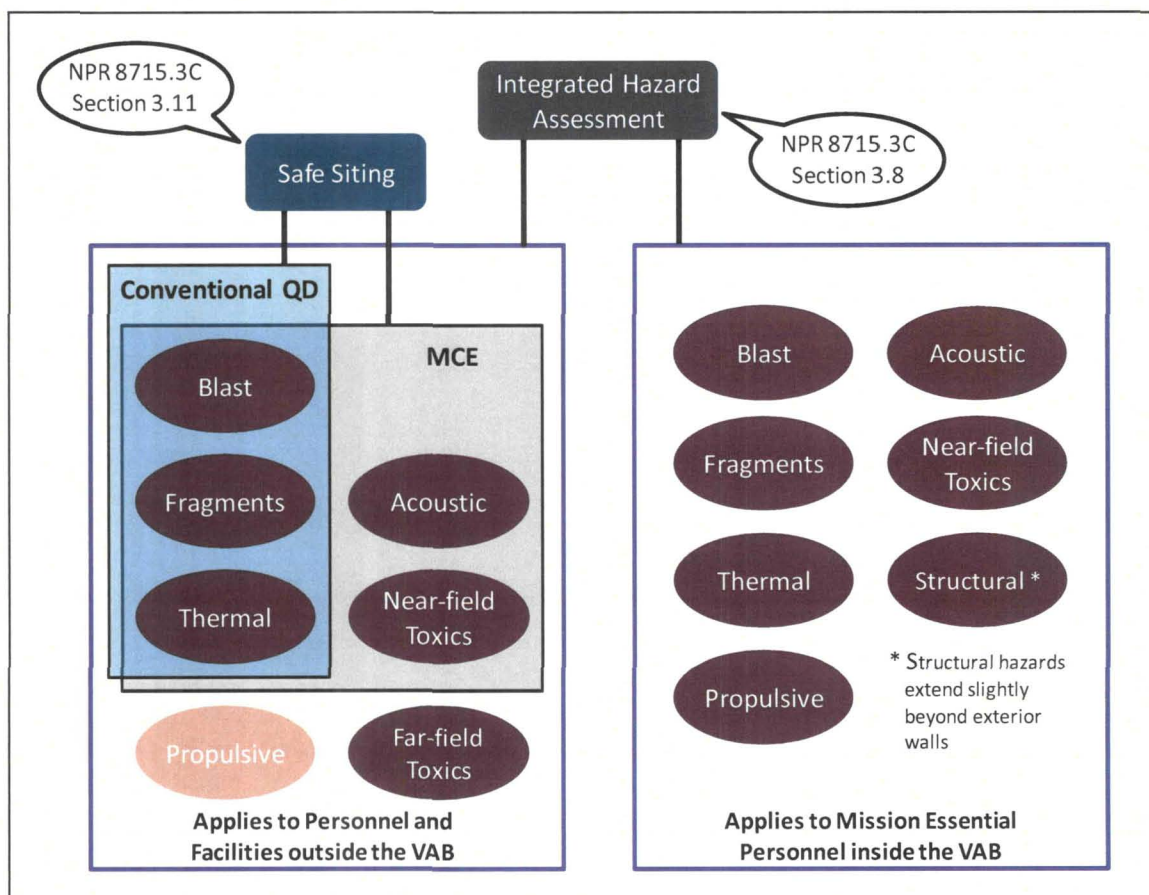 NPR 8715.3C
Section 3.11
Integrated Hazard
Assessment
NPR 8715.3C
Section 3.8
Safe Siting
Conventional QD
MCE
Blast
Fragments
Acoustic
Thermal
Near-field
Toxics
Propulsive
Far-field
Toxics
Applies to Personnel and
Facilities outside the VAB
Blast
Acoustic
Fragments
Near-field
Toxics
Thermal
Structural *
Propulsive
* Structural hazards
extend slightly
beyond exterior
walls
Applies to Mission Essential
Personnel inside the VAB